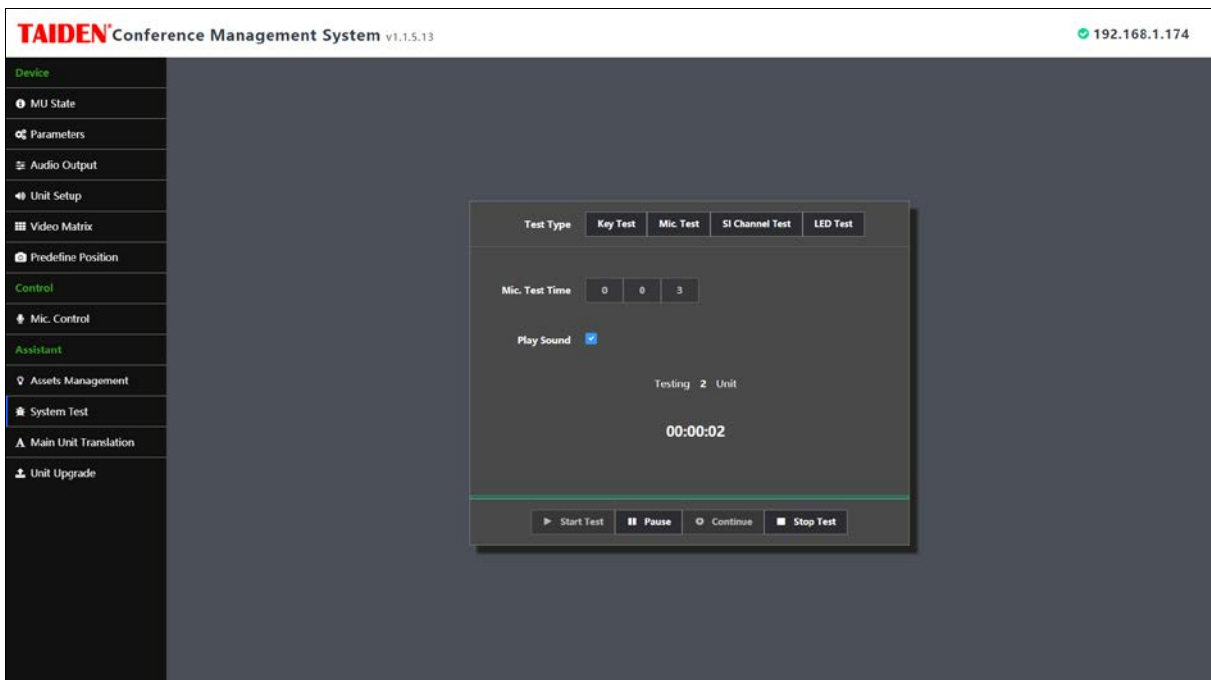 TAIDEN® Conference Management System v1.1.5.13
192.168.1.174
Device
MU State
Parameters
Audio Output
Unit Setup
Video Matrix
Predefine Position
Control
Mic. Control
Assistant
Assets Management
System Test
Main Unit Translation
Unit Upgrade
Test Type Key Test Mic. Test SI Channel Test LED Test
Mic. Test Time 0 0 3
Play Sound
Testing 2 Unit
00:00:02
Start Test Pause Continue Stop Test